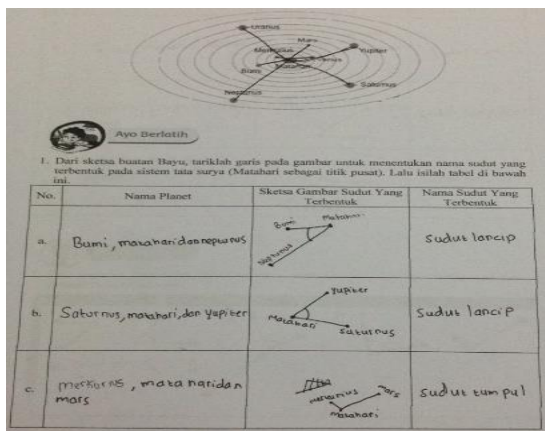 Uranus
Mars
Merkurius
Yupiter
Venus
Matahari
Bumi
Saturnus
Neptunus
Ayo Berlatih
1. Dari sketsa buatan Bayu, tariklah garis pada gambar untuk menentukan nama sudut yang
terbentuk pada sistem tata surya (Matahari sebagai titik pusat). Lalu isilah tabel di bawah
ini.
No. Nama Planet Sketsa Gambar Sudut Yang Terbentuk Nama Sudut Yang Terbentuk
a. Bumi, matahari dan neptunus
Bumi Matahari
Sudut lancip
b. Saturnus, matahari, dan Yupiter
Yupiter
Matahari
Saturnus
Sudut lancip
c. merkurius, matahari dan
mars
merkurius mars
matahari
Sudut tumpul